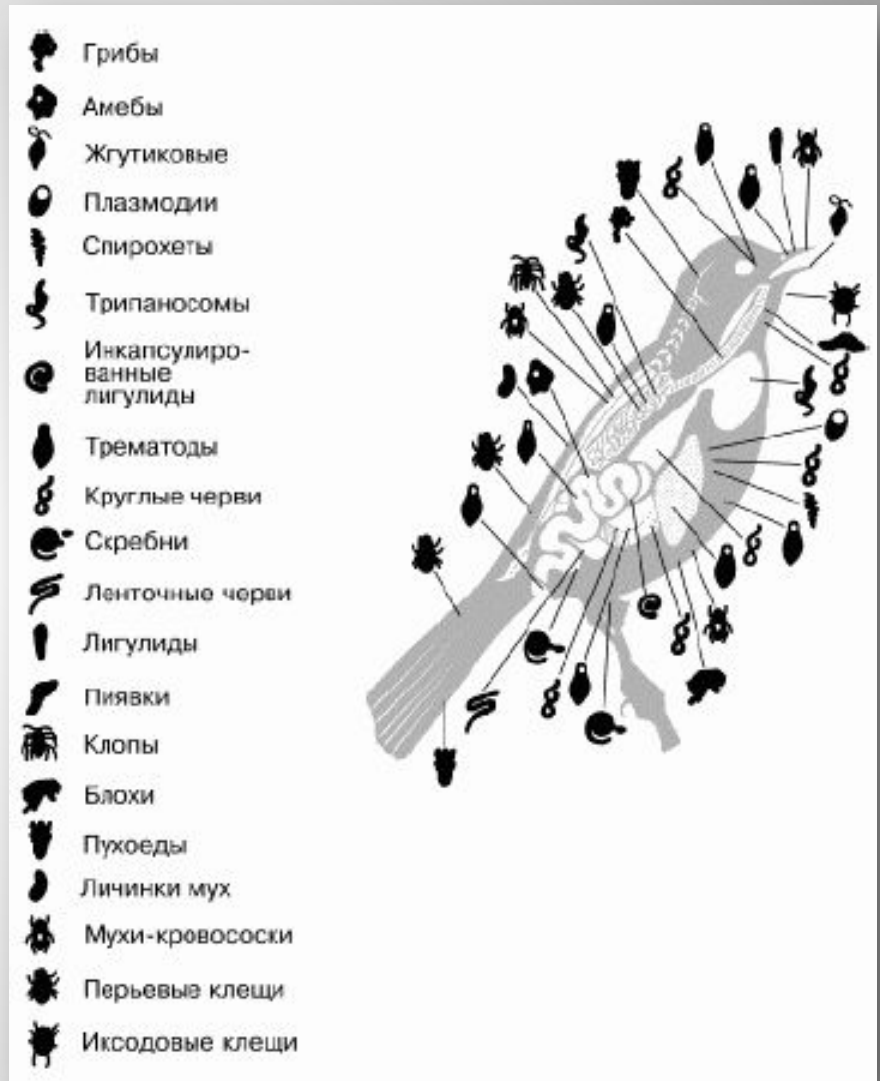 Грибы
Амебы
Жгутиковые
Плазмодии
Спирохеты
Трипаносомы
Инкапсулиро-
ванные
лигулиды
Трематоды
Круглые черви
Скребни
Ленточные черви
Лигулиды
Пиявки
Клопы
Блохи
Пухоеды
Личинки мух
Мухи-кровососки
Перьевые клещи
Иксодовые клещи